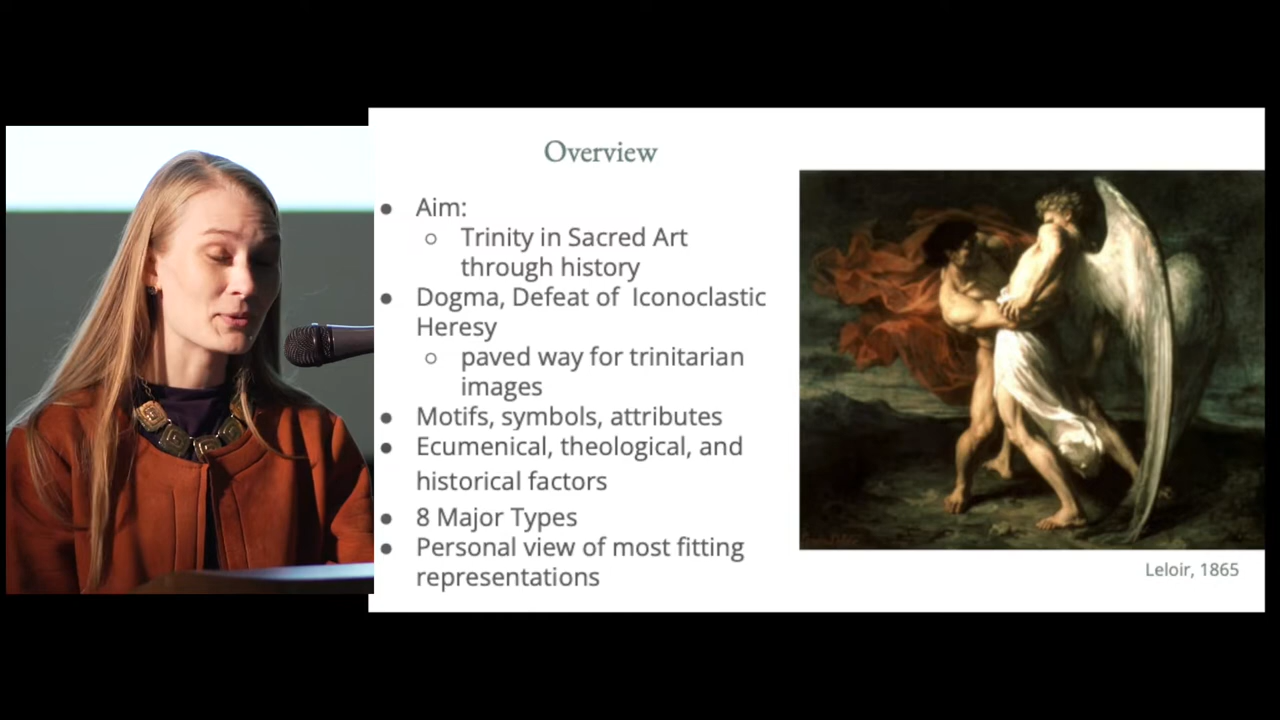 Overview
Aim:
Trinity in Sacred Art
through history
Dogma, Defeat of Iconoclastic
Heresy
paved way for trinitarian
images
Motifs, symbols, attributes
Ecumenical, theological, and
historical factors
8 Major Types
Personal view of most fitting
representations
Leloir, 1865